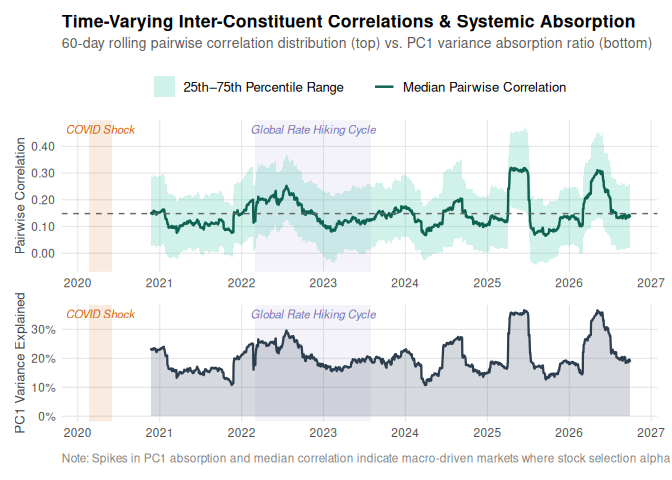 Time-Varying Inter-Constituent Correlations & Systemic Absorption
60-day rolling pairwise correlation distribution (top) vs. PC1 variance absorption ratio (bottom)
25th–75th Percentile Range
Median Pairwise Correlation
Pairwise Correlation
COVID Shock
Global Rate Hiking Cycle
0.40
0.30
0.20
0.10
0.00
2020 2021 2022 2023 2024 2025 2026 2027
PC1 Variance Explained
COVID Shock
Global Rate Hiking Cycle
30%
20%
10%
0%
2020 2021 2022 2023 2024 2025 2026 2027
Note: Spikes in PC1 absorption and median correlation indicate macro-driven markets where stock selection alpha